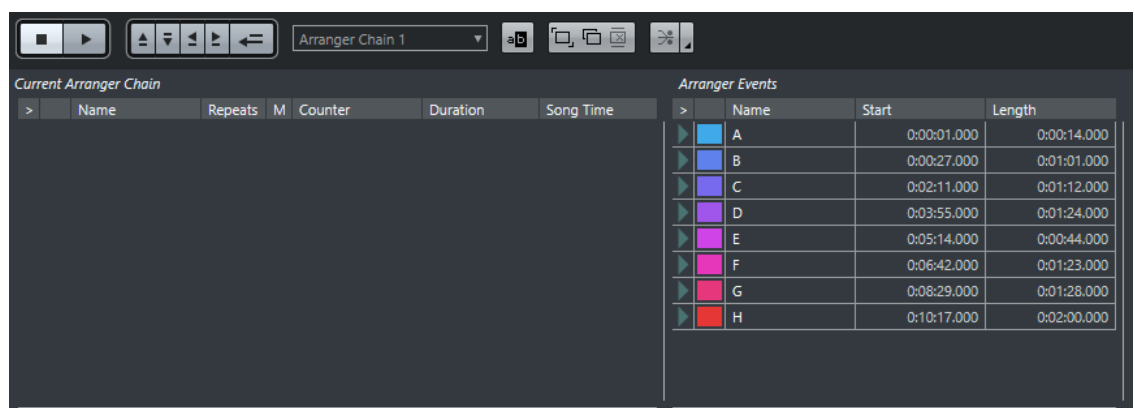 Arranger Chain 1 ab
Current Arranger Chain
> Name Repeats M Counter Duration Song Time
Arranger Events
> Name Start Length
A 0:00:01.000 0:00:14.000
B 0:00:27.000 0:01:01.000
C 0:02:11.000 0:01:12.000
D 0:03:55.000 0:01:24.000
E 0:05:14.000 0:00:44.000
F 0:06:42.000 0:01:23.000
G 0:08:29.000 0:01:28.000
H 0:10:17.000 0:02:00.000